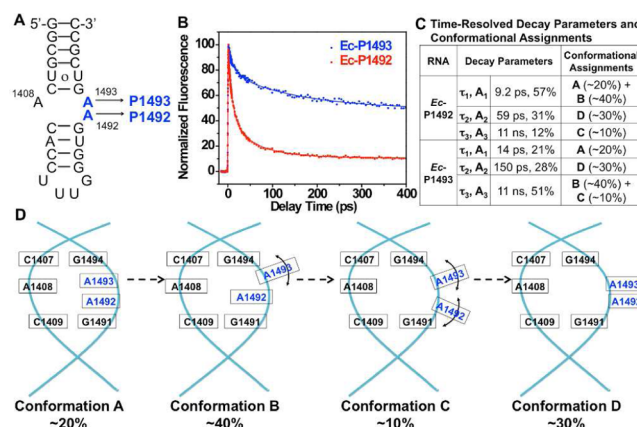 A
5'-G C-3'
G C
C G
U U
G o G
C G
1408 A
1493
A → P1493
A → P1492
1492
C G
C U
A U
C G
C G
U G
U U U
B
Normalized Fluorescence
100
80
60
40
20
0
Ec-P1493
Ec-P1492
0 100 200 300 400
Delay Time (ps)
C Time-Resolved Decay Parameters and
Conformational Assignments
RNA Decay Parameters Conformational
Assignments
Ec-
P1492
τ1, A1 9.2 ps, 57% A (~20%) +
B (~40%)
τ2, A2 59 ps, 31% D (~30%)
τ3, A3 11 ns, 12% C (~10%)
Ec-
P1493
τ1, A1 14 ps, 21% A (~20%)
τ2, A2 150 ps, 28% D (~30%)
τ3, A3 11 ns, 51% B (~40%) +
C (~10%)
D
C1407 G1494
A1493
A1408
A1492
C1409 G1491
Conformation A
~20%
C1407 G1494
A1493
A1408
A1492
C1409 G1491
Conformation B
~40%
C1407 G1494
A1493
A1408
A1492
C1409 G1491
Conformation C
~10%
C1407 G1494
A1493
A1408
A1492
C1409 G1491
Conformation D
~30%